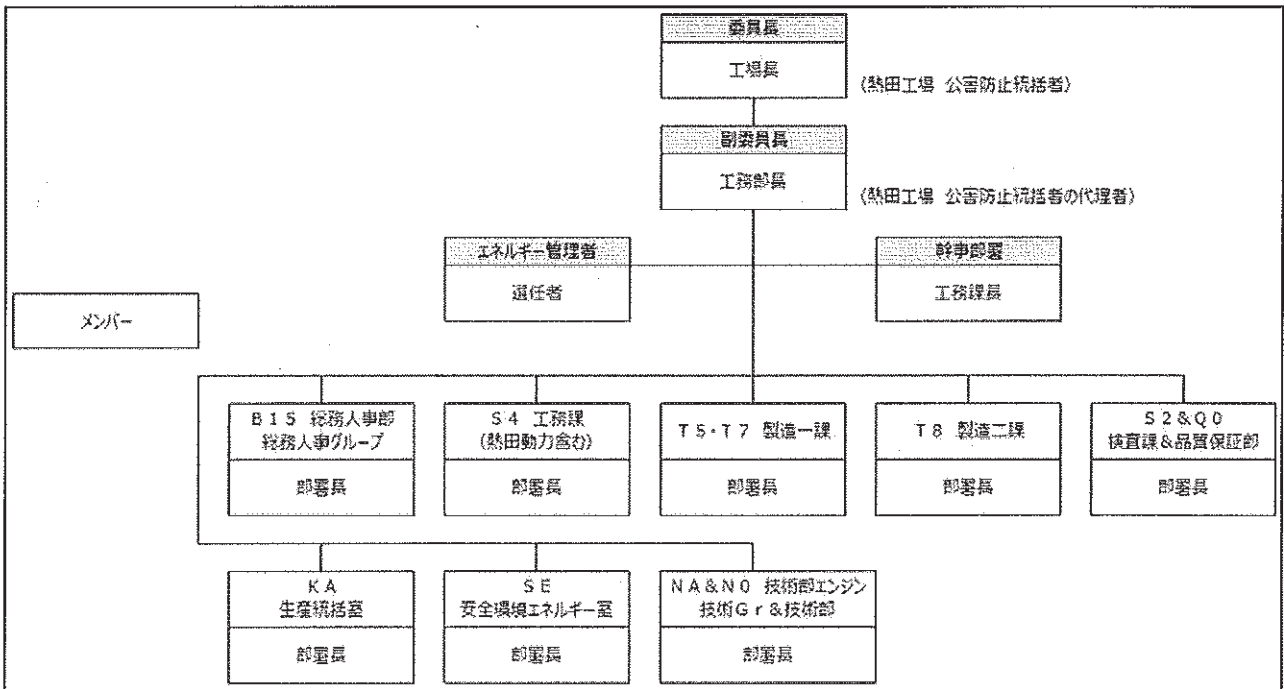 委員長
工場長
(熱田工場 公害防止統括者)
副委員長
工務部長
(熱田工場 公害防止統括者の代理者)
エネルギー管理者
選任者
幹事部署
工務課長
メンバー
B15 総務人事部
総務人事グループ
部署長
S4 工務課
(熱田動力含む)
部署長
T5・T7 製造一課
部署長
T8 製造二課
部署長
S2&Q0
検査課&品質保証部
部署長
KA
生産統括室
部署長
SE
安全環境エネルギー室
部署長
NA&N0 技術部エンジン
技術Gr&技術部
部署長